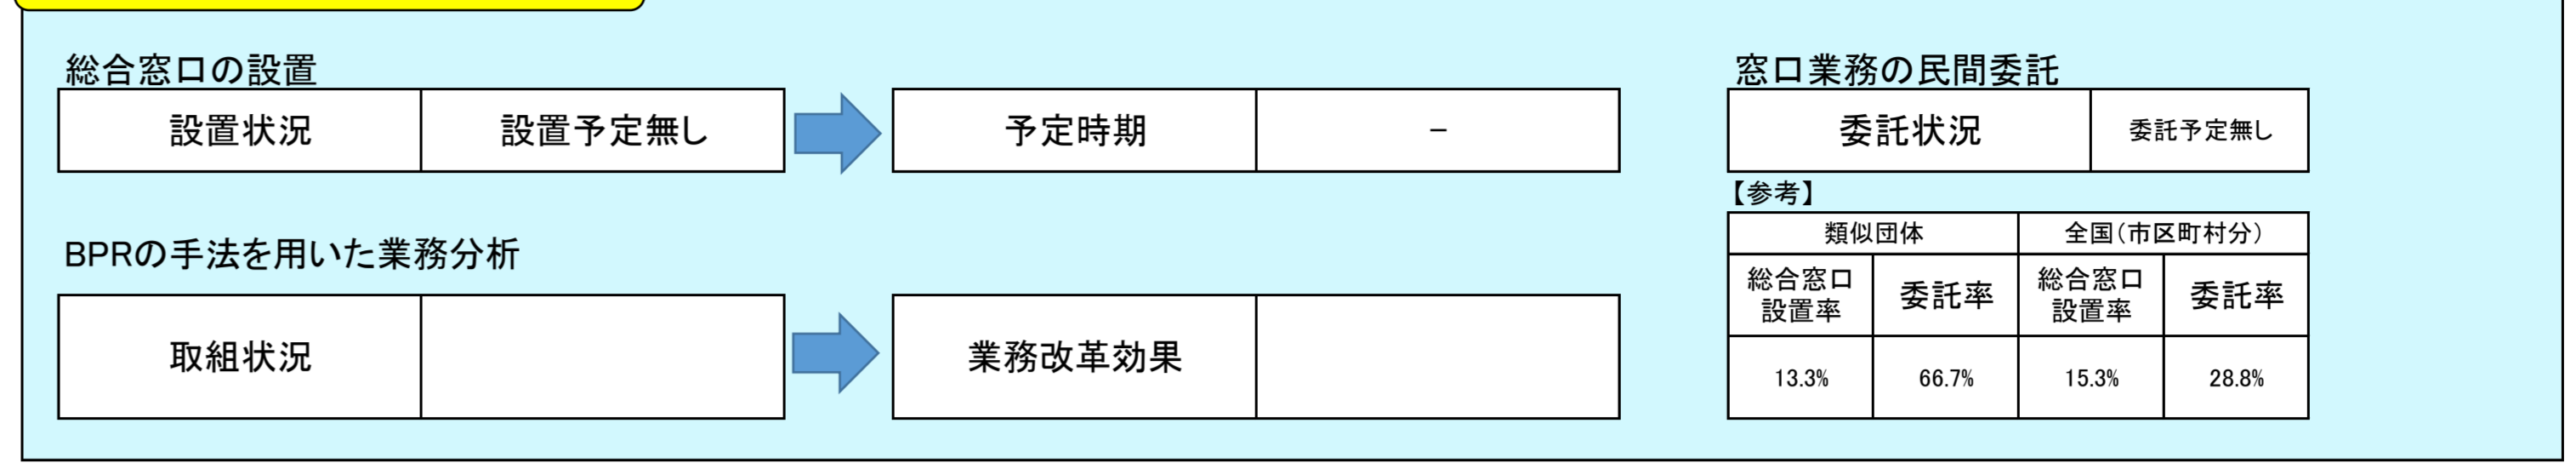 総合窓口の設置
設置状況 設置予定無し 予定時期 －
BPRの手法を用いた業務分析
取組状況 業務改革効果
窓口業務の民間委託
委託状況 委託予定無し
【参考】
類似団体 全国（市区町村分）
総合窓口
設置率 委託率 総合窓口
設置率 委託率
13.3% 66.7% 15.3% 28.8%